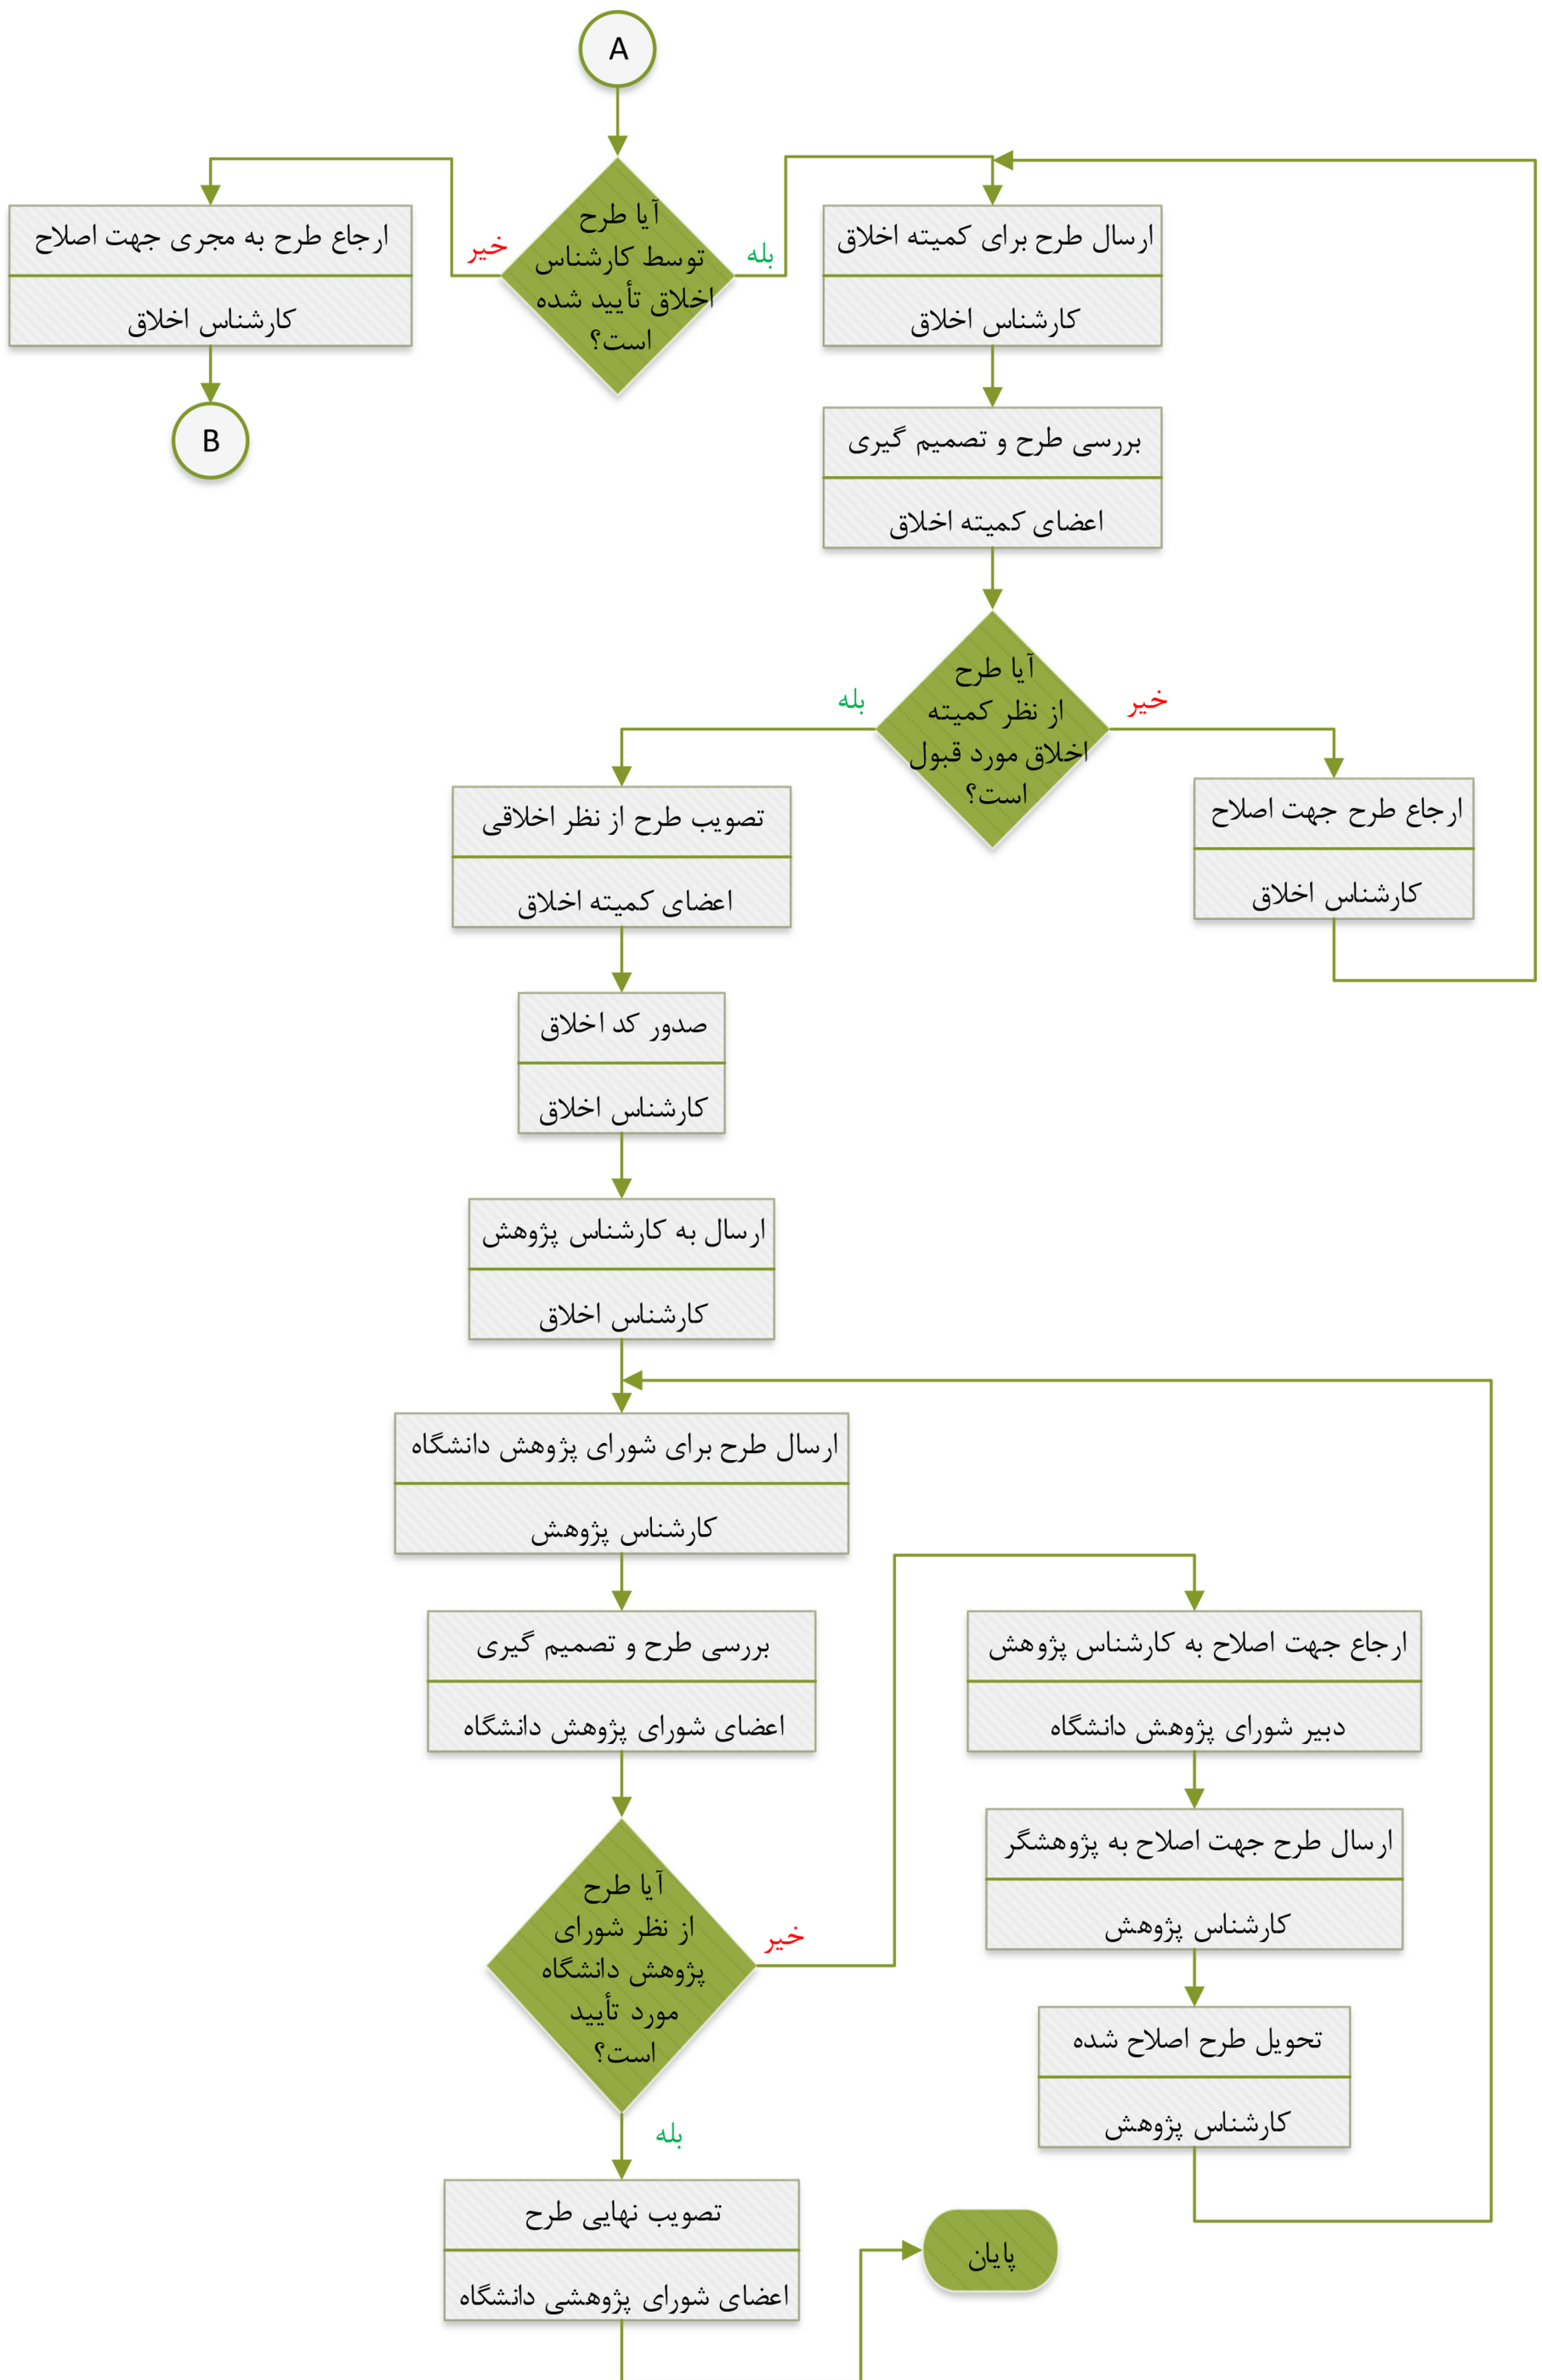 A
آیا طرح
توسط کارشناس
اخلاق تأیید شده
است؟
خیر
بله
ارجاع طرح به مجری جهت اصلاح
کارشناس اخلاق
B
ارسال طرح برای کمیته اخلاق
کارشناس اخلاق
بررسی طرح و تصمیم گیری
اعضای کمیته اخلاق
آیا طرح
از نظر کمیته
اخلاق مورد قبول
است؟
خیر
بله
ارجاع طرح جهت اصلاح
کارشناس اخلاق
تصویب طرح از نظر اخلاقی
اعضای کمیته اخلاق
صدور کد اخلاق
کارشناس اخلاق
ارسال به کارشناس پژوهش
کارشناس اخلاق
ارسال طرح برای شورای پژوهش دانشگاه
کارشناس پژوهش
بررسی طرح و تصمیم گیری
اعضای شورای پژوهش دانشگاه
آیا طرح
از نظر شورای
پژوهش دانشگاه
مورد تأیید
است؟
خیر
بله
ارجاع جهت اصلاح به کارشناس پژوهش
دبیر شورای پژوهش دانشگاه
ارسال طرح جهت اصلاح به پژوهشگر
کارشناس پژوهش
تحویل طرح اصلاح شده
کارشناس پژوهش
تصویب نهایی طرح
اعضای شورای پژوهشی دانشگاه
پایان